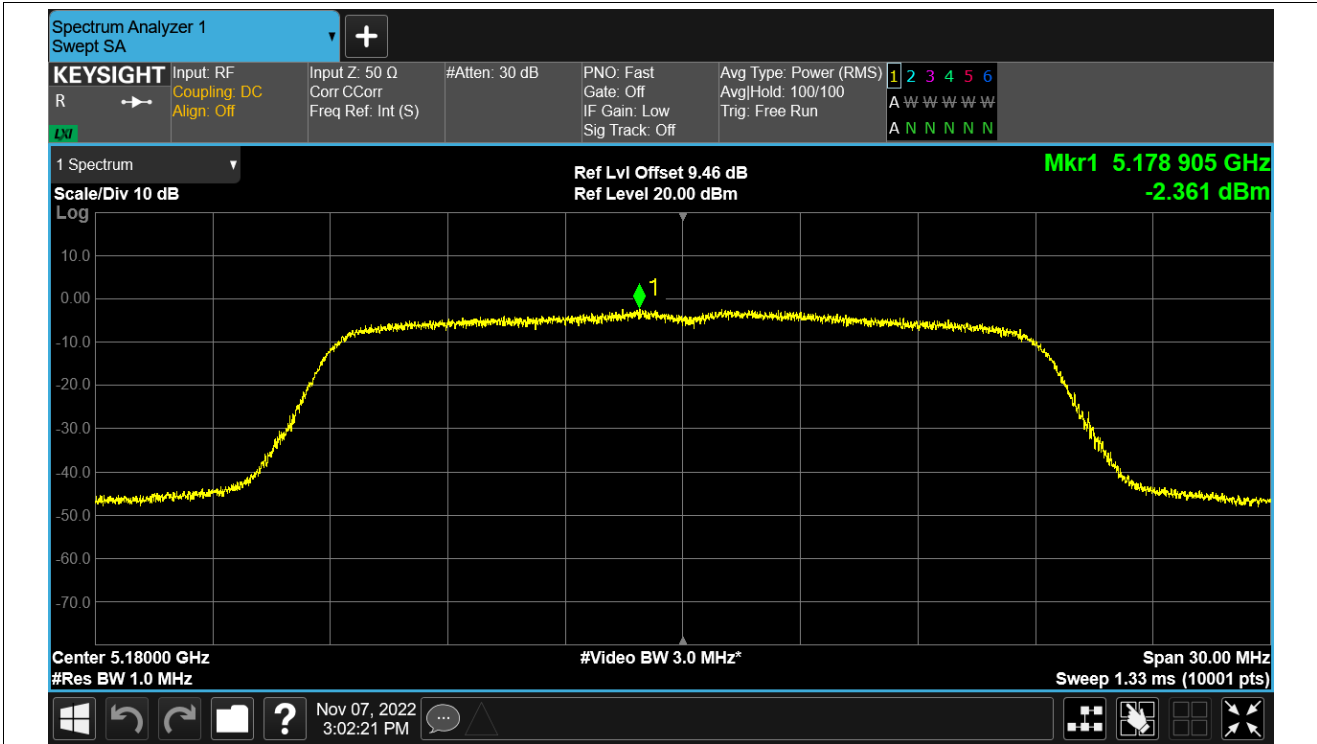 Spectrum Analyzer 1
Swept SA
+
KEYSIGHT
R
LXI
Input: RF
Coupling: DC
Align: Off
Input Z: 50 Ω
Corr CCorr
Freq Ref: Int (S)
#Atten: 30 dB
PNO: Fast
Gate: Off
IF Gain: Low
Sig Track: Off
Avg Type: Power (RMS)
Avg|Hold: 100/100
Trig: Free Run
1 2 3 4 5 6
A W W W W W
A N N N N N
1 Spectrum
Scale/Div 10 dB
Log
Ref Lvl Offset 9.46 dB
Ref Level 20.00 dBm
Mkr1 5.178 905 GHz
-2.361 dBm
10.0
0.00
-10.0
-20.0
-30.0
-40.0
-50.0
-60.0
-70.0
1
Center 5.18000 GHz
#Res BW 1.0 MHz
#Video BW 3.0 MHz*
Span 30.00 MHz
Sweep 1.33 ms (10001 pts)
?
Nov 07, 2022
3:02:21 PM